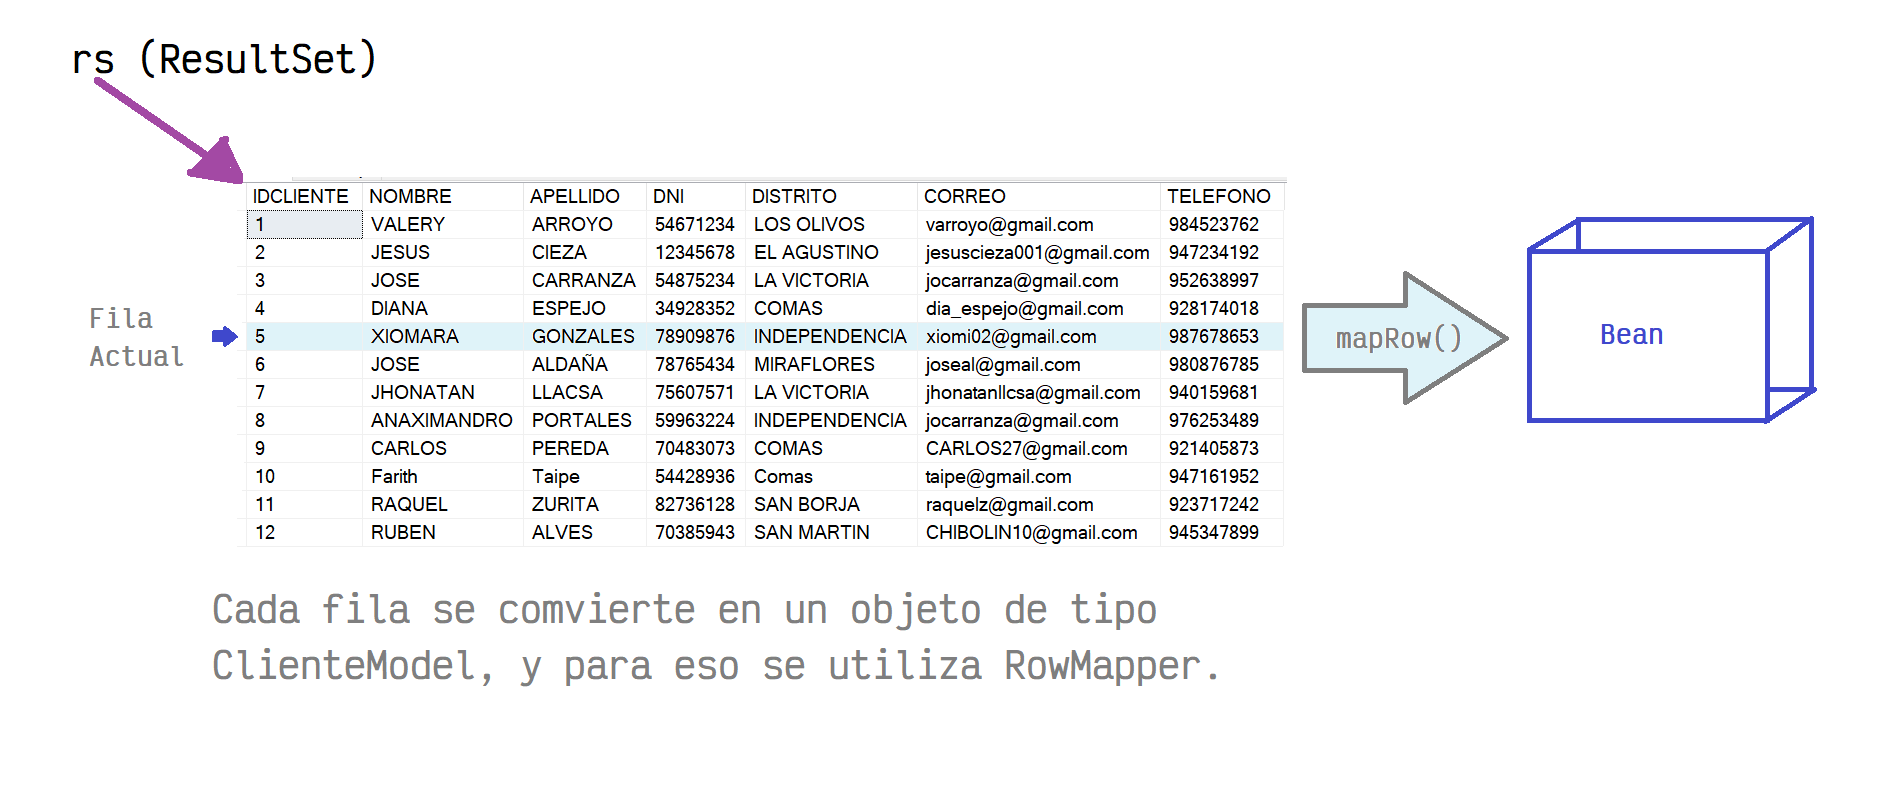 rs (ResultSet)
IDCLIENTE NOMBRE APELLIDO DNI DISTRITO CORREO TELEFONO
1 VALERY ARROYO 54671234 LOS OLIVOS varroyo@gmail.com 984523762
2 JESUS CIEZA 12345678 EL AGUSTINO jesuscieza001@gmail.com 947234192
3 JOSE CARRANZA 54875234 LA VICTORIA jocarranza@gmail.com 952638997
4 DIANA ESPEJO 34928352 COMAS dia_espejo@gmail.com 928174018
5 XIOMARA GONZALES 78909876 INDEPENDENCIA xiomi02@gmail.com 987678653
6 JOSE ALDAÑA 78765434 MIRAFLORES joseal@gmail.com 980876785
7 JHONATAN LLACSA 75607571 LA VICTORIA jhonatanllcsa@gmail.com 940159681
8 ANAXIMANDRO PORTALES 59963224 INDEPENDENCIA jocarranza@gmail.com 976253489
9 CARLOS PEREDA 70483073 COMAS CARLOS27@gmail.com 921405873
10 Farith Taipe 54428936 Comas taipe@gmail.com 947161952
11 RAQUEL ZURITA 82736128 SAN BORJA raquelz@gmail.com 923717242
12 RUBEN ALVES 70385943 SAN MARTIN CHIBOLIN10@gmail.com 945347899
Fila
Actual
mapRow()
Bean
Cada fila se comvierte en un objeto de tipo
ClienteModel, y para eso se utiliza RowMapper.